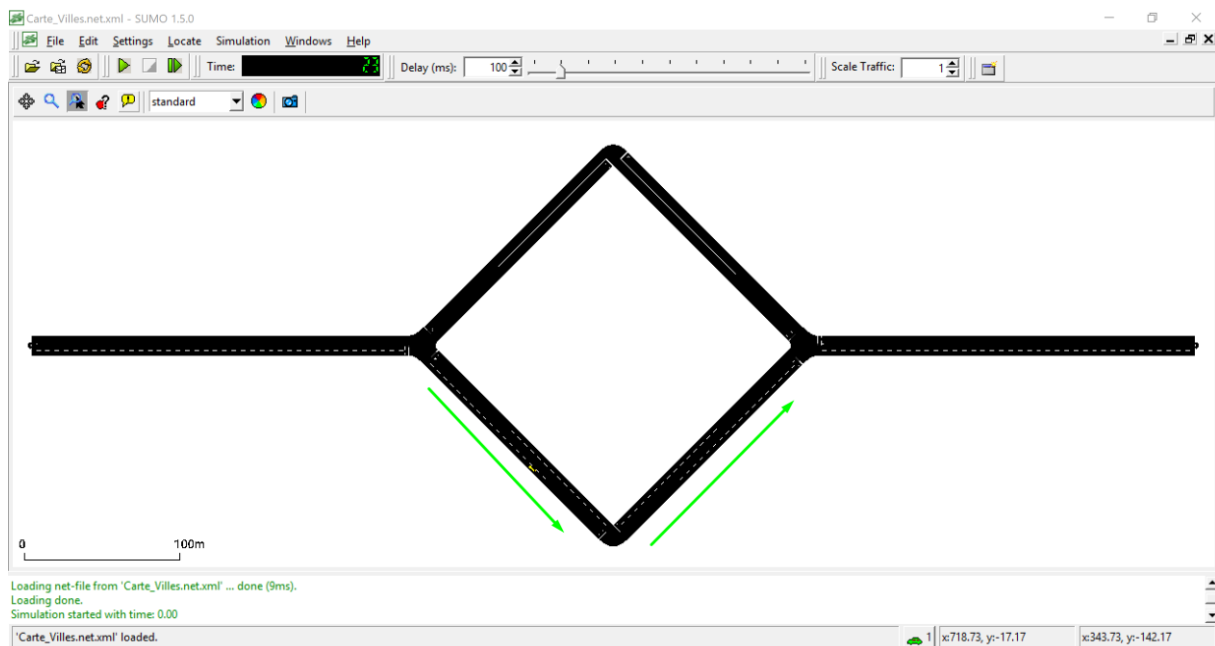 Carte_Villes.net.xml - SUMO 1.5.0
File Edit Settings Locate Simulation Windows Help
Time: 23 Delay (ms): 100 Scale Traffic: 1
standard
0 100m
Loading net-file from 'Carte_Villes.net.xml' ... done (9ms).
Loading done.
Simulation started with time: 0.00
'Carte_Villes.net.xml' loaded. 1 x:718.73, y:-17.17 x:343.73, y:-142.17